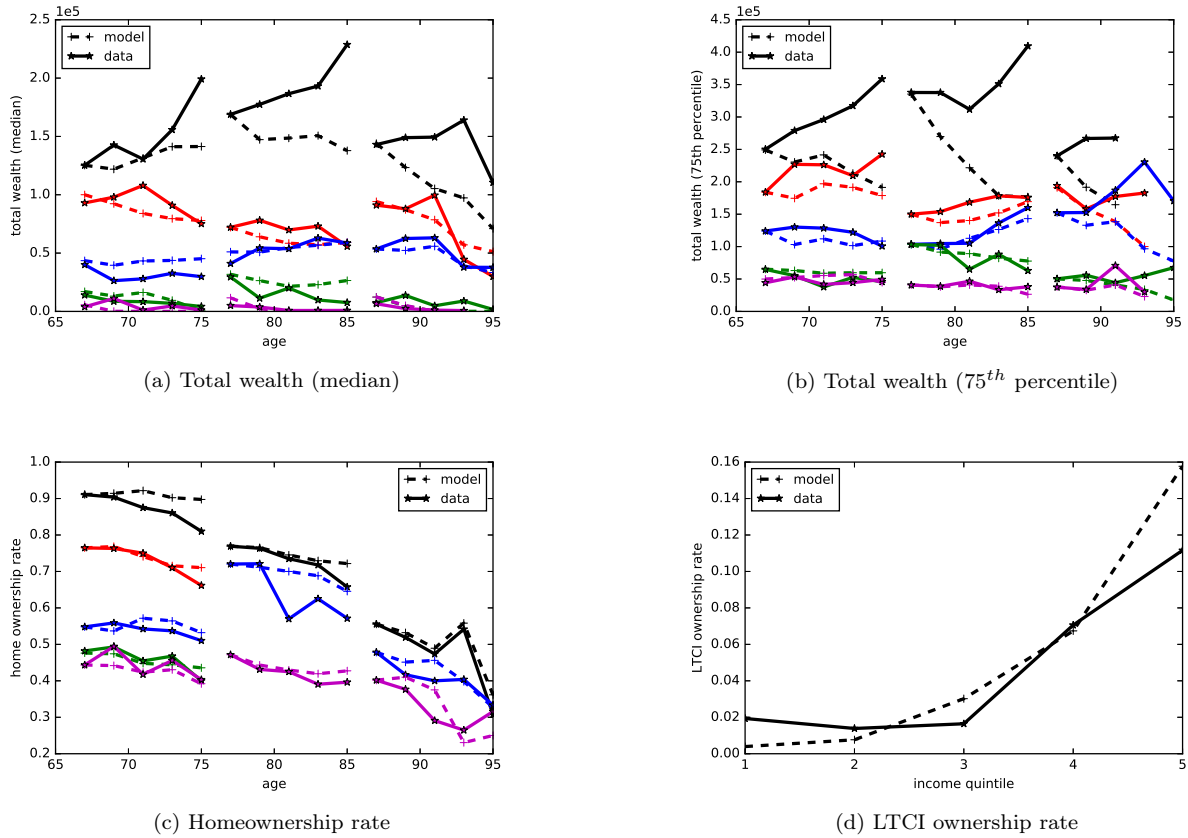 1e5
2.5
2.0
1.5
1.0
0.5
0.0
65 70 75 80 85 90 95
total wealth (median)
age
model
data
(a) Total wealth (median)
1e5
4.5
4.0
3.5
3.0
2.5
2.0
1.5
1.0
0.5
0.0
65 70 75 80 85 90 95
total wealth (75th percentile)
age
model
data
(b) Total wealth (75th percentile)
1.0
0.9
0.8
0.7
0.6
0.5
0.4
0.3
0.2
65 70 75 80 85 90 95
home ownership rate
age
model
data
(c) Homeownership rate
0.16
0.14
0.12
0.10
0.08
0.06
0.04
0.02
0.00
1 2 3 4 5
LTCI ownership rate
income quintile
model
data
(d) LTCI ownership rate